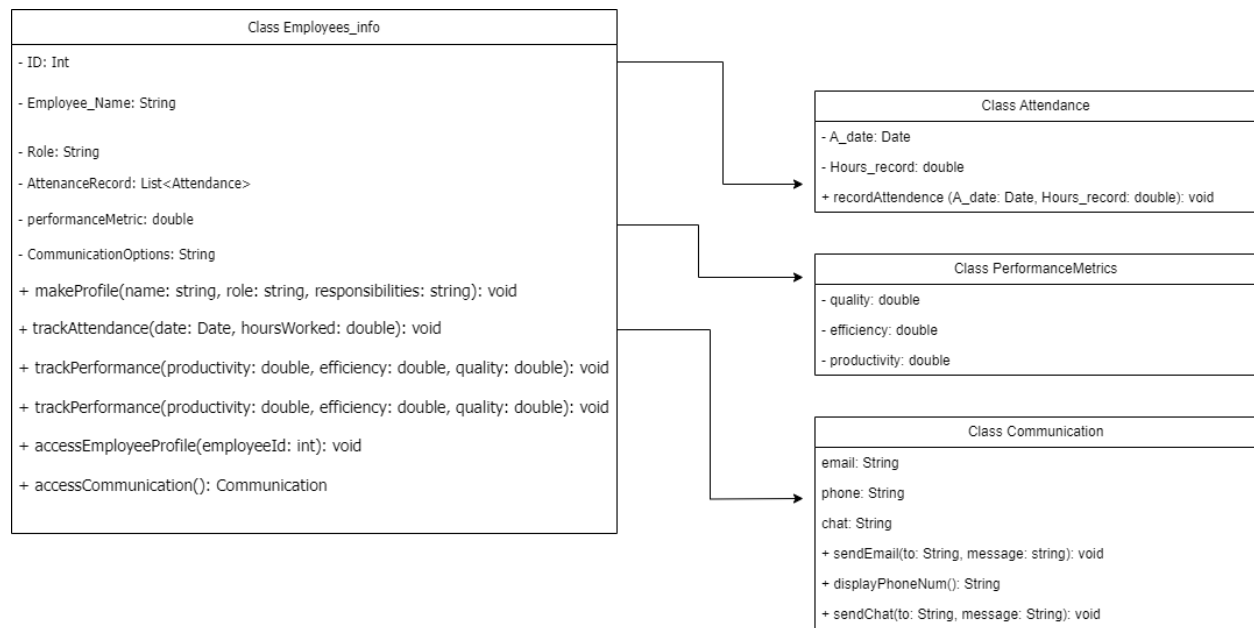 Class Employees_info
- ID: Int
- Employee_Name: String
- Role: String
- AttenanceRecord: List<Attendance>
- performanceMetric: double
- CommunicationOptions: String
+ makeProfile(name: string, role: string, responsibilities: string): void
+ trackAttendance(date: Date, hoursWorked: double): void
+ trackPerformance(productivity: double, efficiency: double, quality: double): void
+ trackPerformance(productivity: double, efficiency: double, quality: double): void
+ accessEmployeeProfile(employeeId: int): void
+ accessCommunication(): Communication
Class Attendance
- A_date: Date
- Hours_record: double
+ recordAttendence (A_date: Date, Hours_record: double): void
Class PerformanceMetrics
- quality: double
- efficiency: double
- productivity: double
Class Communication
email: String
phone: String
chat: String
+ sendEmail(to: String, message: string): void
+ displayPhoneNum(): String
+ sendChat(to: String, message: String): void